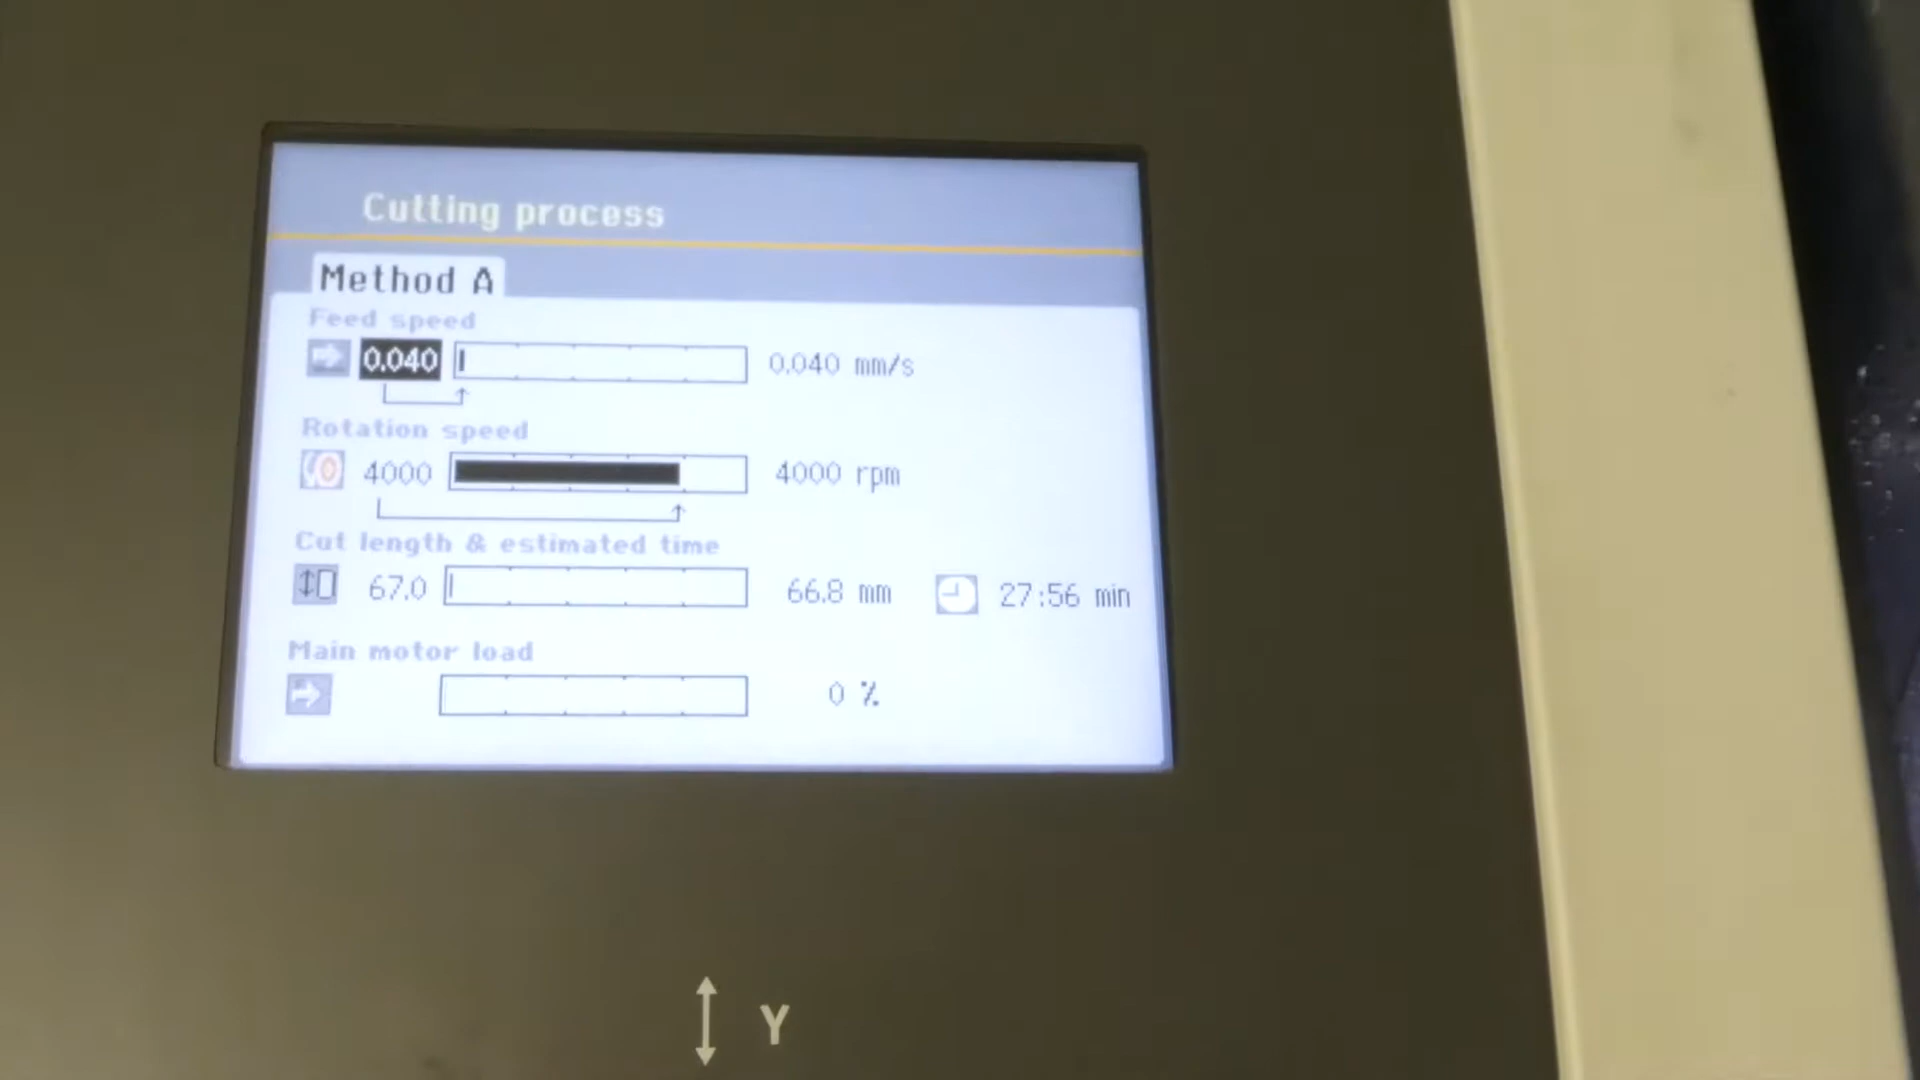 Cutting process
Method A
Feed speed
0.040 0.040 mm/s
Rotation speed
4000 4000 rpm
Cut length & estimated time
67.0 66.8 mm 27:56 min
Main motor load
0 %
Y